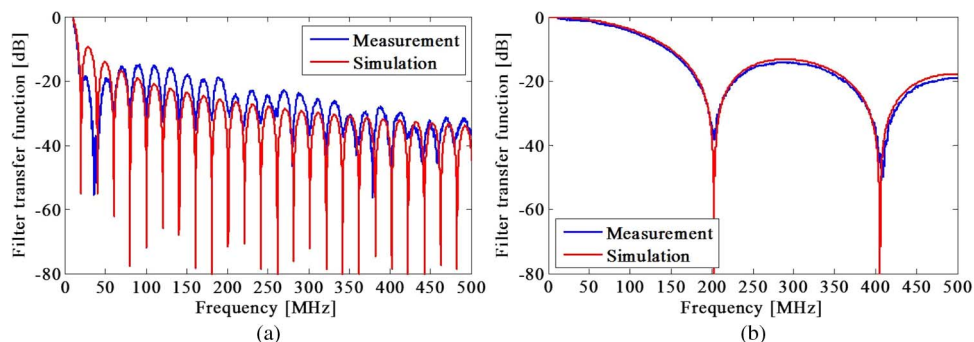 Filter transfer function [dB]
0
-20
-40
-60
-80
Measurement
Simulation
0 50 100 150 200 250 300 350 400 450 500
Frequency [MHz]
(a)
Filter transfer function [dB]
0
-20
-40
-60
-80
Measurement
Simulation
0 50 100 150 200 250 300 350 400 450 500
Frequency [MHz]
(b)